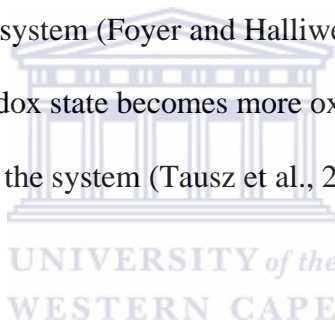 system (Foyer and Halliwe
dox state becomes more ox
the system (Tausz et al., 2
UNIVERSITY of the
WESTERN CAPE